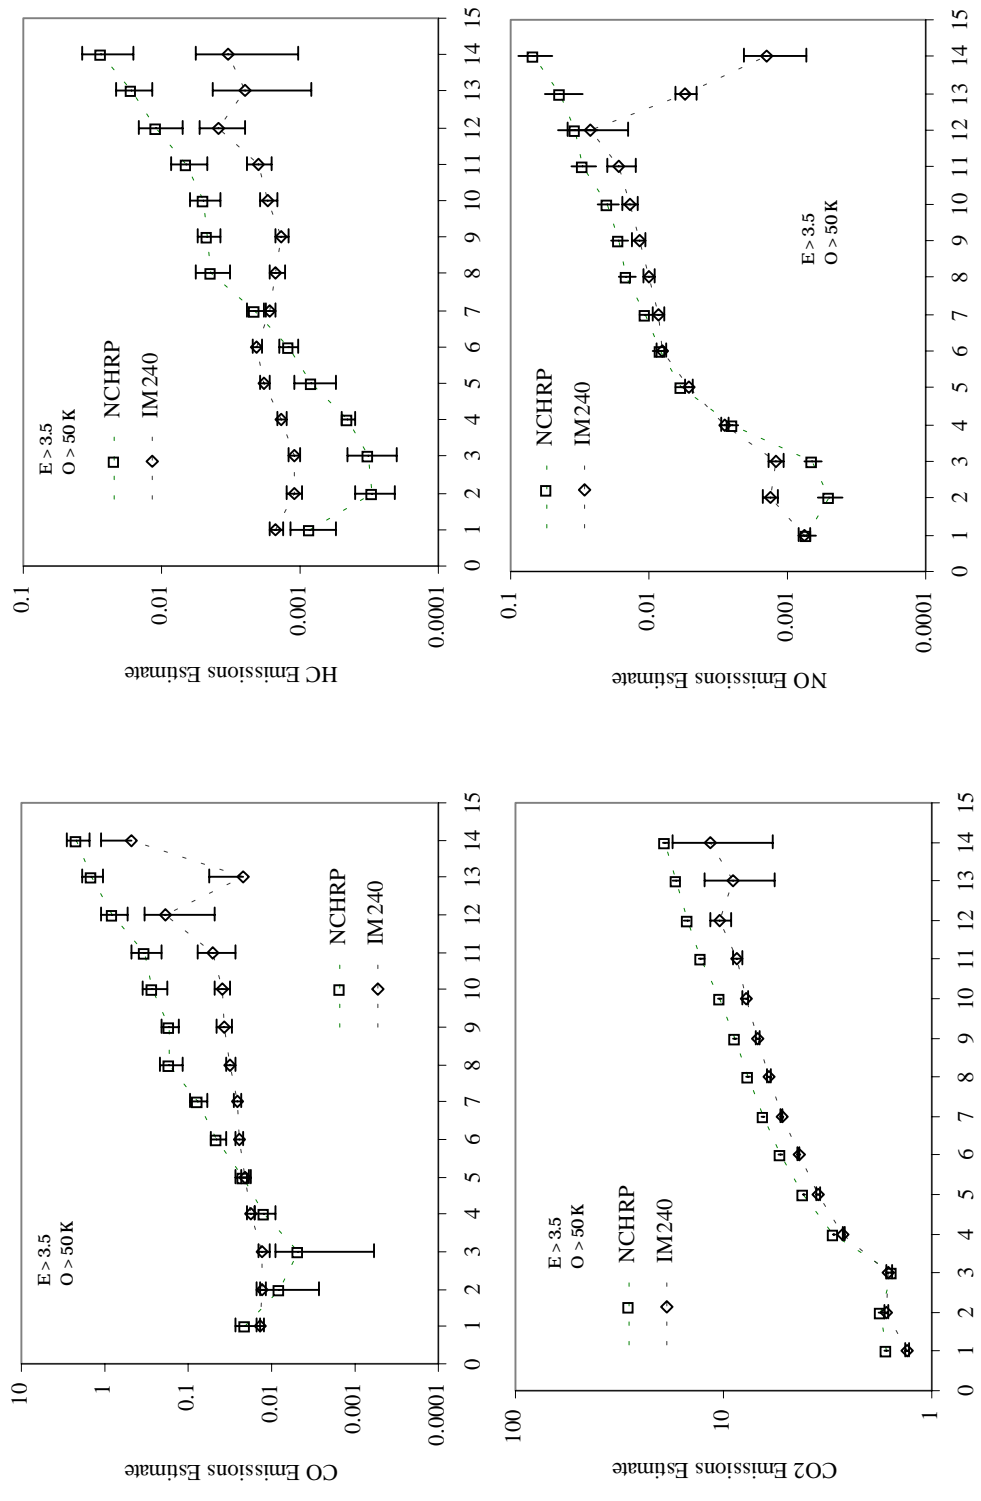 CO Emissions Estimate
10
1
0.1
0.01
0.001
0.0001
E > 3.5
O > 50 K
NCHRP
IM240
0 1 2 3 4 5 6 7 8 9 10 11 12 13 14 15
HC Emissions Estimate
0.1
0.01
0.001
0.0001
E > 3.5
O > 50 K
NCHRP
IM240
0 1 2 3 4 5 6 7 8 9 10 11 12 13 14 15
CO2 Emissions Estimate
100
10
1
E > 3.5
O > 50 K
NCHRP
IM240
0 1 2 3 4 5 6 7 8 9 10 11 12 13 14 15
NO Emissions Estimate
0.1
0.01
0.001
0.0001
NCHRP
IM240
E > 3.5
O > 50 K
0 1 2 3 4 5 6 7 8 9 10 11 12 13 14 15